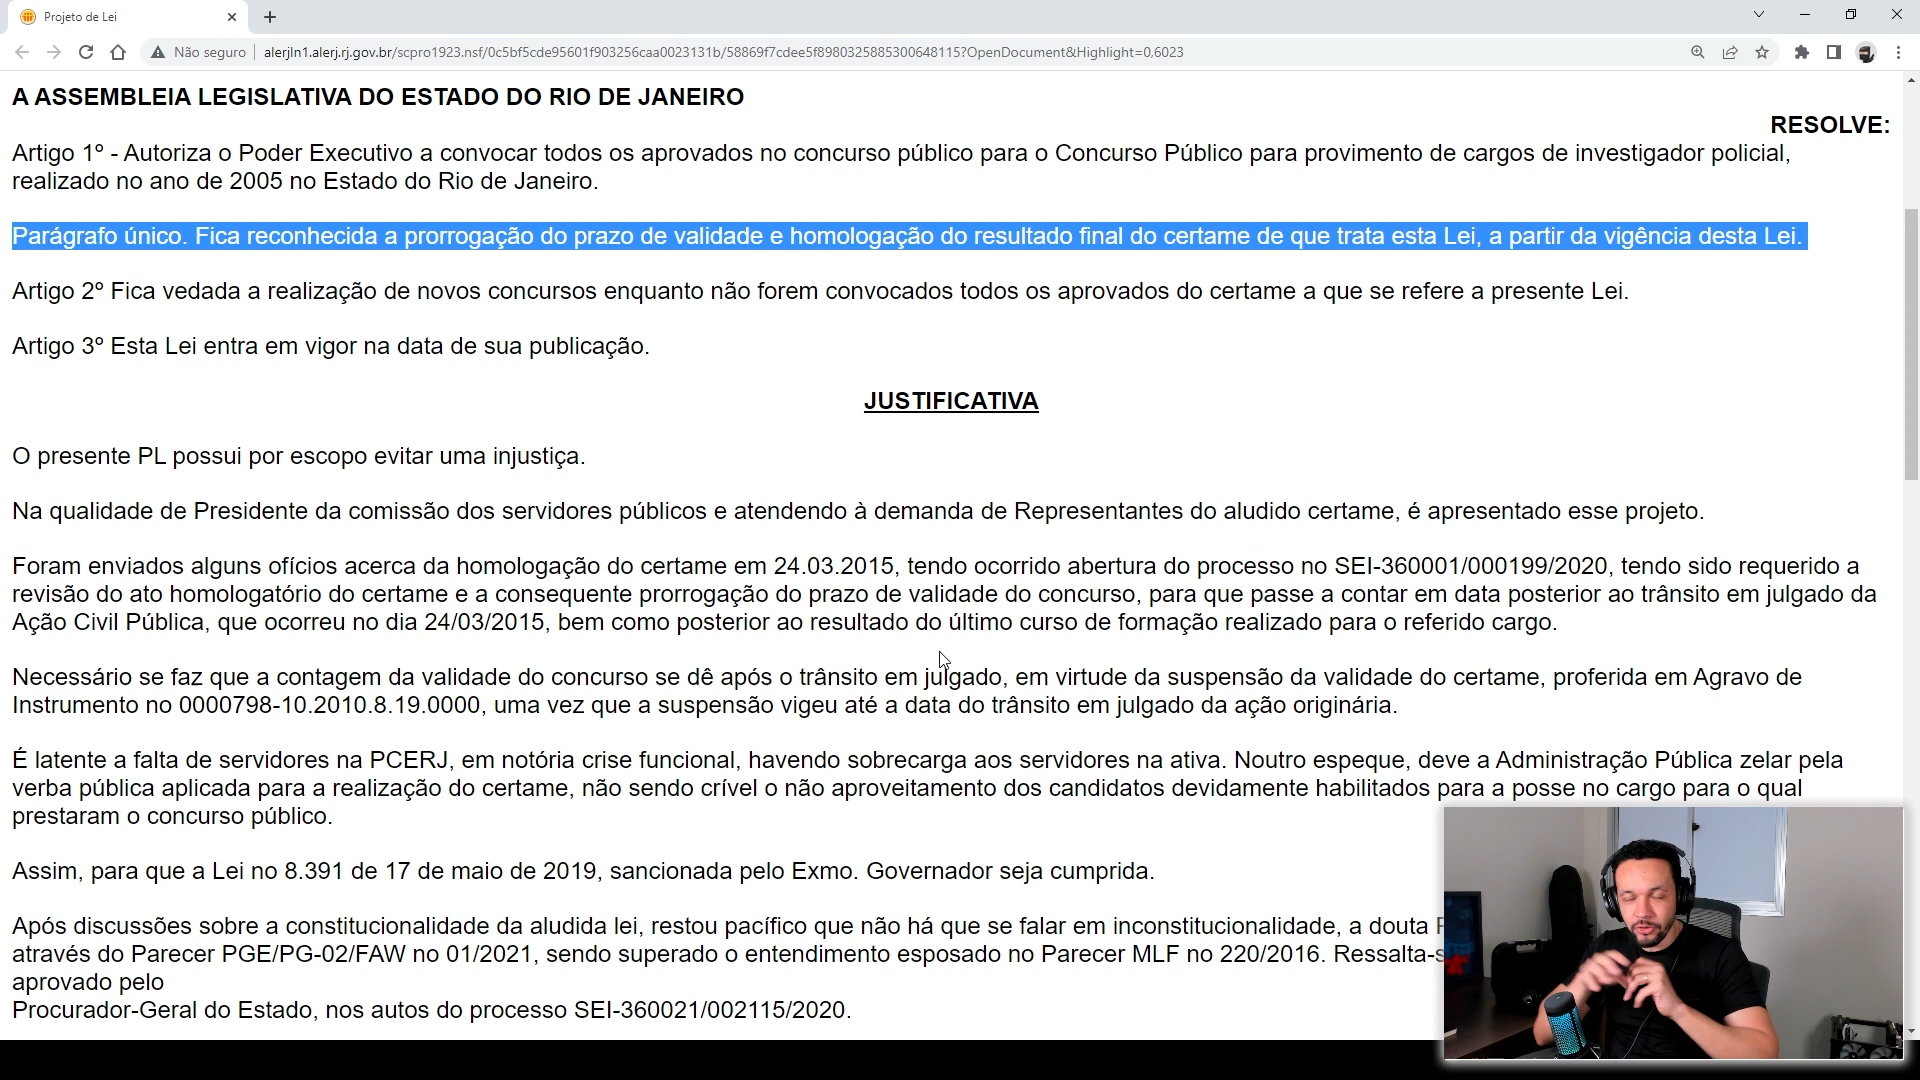 Projeto de Lei
Não seguro
alerjln1.alerj.rj.gov.br/scpro1923.nsf/0c5bf5cde95601f903256caa0023131b/58869f7cdee5f8980325885300648115?OpenDocument&Highlight=0,6023
A ASSEMBLEIA LEGISLATIVA DO ESTADO DO RIO DE JANEIRO
RESOLVE:
Artigo 1º - Autoriza o Poder Executivo a convocar todos os aprovados no concurso público para o Concurso Público para provimento de cargos de investigador policial,
realizado no ano de 2005 no Estado do Rio de Janeiro.
Parágrafo único. Fica reconhecida a prorrogação do prazo de validade e homologação do resultado final do certame de que trata esta Lei, a partir da vigência desta Lei.
Artigo 2º Fica vedada a realização de novos concursos enquanto não forem convocados todos os aprovados do certame a que se refere a presente Lei.
Artigo 3º Esta Lei entra em vigor na data de sua publicação.
JUSTIFICATIVA
O presente PL possui por escopo evitar uma injustiça.
Na qualidade de Presidente da comissão dos servidores públicos e atendendo à demanda de Representantes do aludido certame, é apresentado esse projeto.
Foram enviados alguns ofícios acerca da homologação do certame em 24.03.2015, tendo ocorrido abertura do processo no SEI-360001/000199/2020, tendo sido requerido a
revisão do ato homologatório do certame e a consequente prorrogação do prazo de validade do concurso, para que passe a contar em data posterior ao trânsito em julgado da
Ação Civil Pública, que ocorreu no dia 24/03/2015, bem como posterior ao resultado do último curso de formação realizado para o referido cargo.
Necessário se faz que a contagem da validade do concurso se dê após o trânsito em julgado, em virtude da suspensão da validade do certame, proferida em Agravo de
Instrumento no 0000798-10.2010.8.19.0000, uma vez que a suspensão vigeu até a data do trânsito em julgado da ação originária.
É latente a falta de servidores na PCERJ, em notória crise funcional, havendo sobrecarga aos servidores na ativa. Noutro espeque, deve a Administração Pública zelar pela
verba pública aplicada para a realização do certame, não sendo crível o não aproveitamento dos candidatos devidamente habilitados para a posse no cargo para o qual
prestaram o concurso público.
Assim, para que a Lei no 8.391 de 17 de maio de 2019, sancionada pelo Exmo. Governador seja cumprida.
Após discussões sobre a constitucionalidade da aludida lei, restou pacífico que não há que se falar em inconstitucionalidade, a douta
através do Parecer PGE/PG-02/FAW no 01/2021, sendo superado o entendimento esposado no Parecer MLF no 220/2016. Ressalta-s
aprovado pelo
Procurador-Geral do Estado, nos autos do processo SEI-360021/002115/2020.